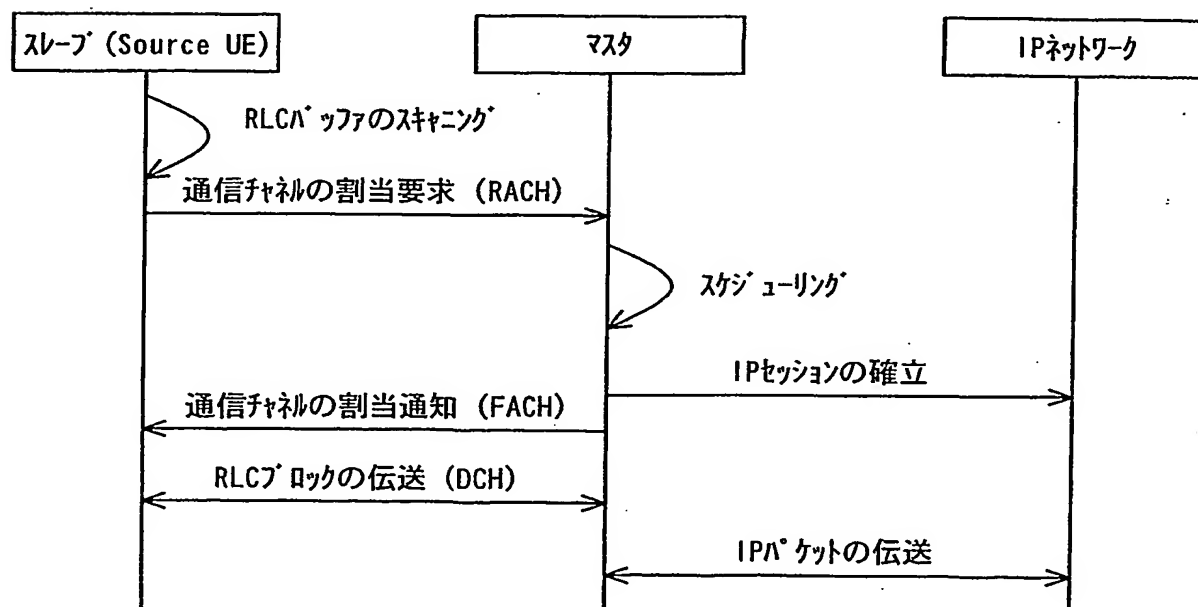 スレーブ (Source UE)
マスタ
IPネットワーク
RLCバッファのスキャニング
通信チャネルの割当要求 (RACH)
スケジューリング
IPセッションの確立
通信チャネルの割当通知 (FACH)
RLCブロックの伝送 (DCH)
IPパケットの伝送